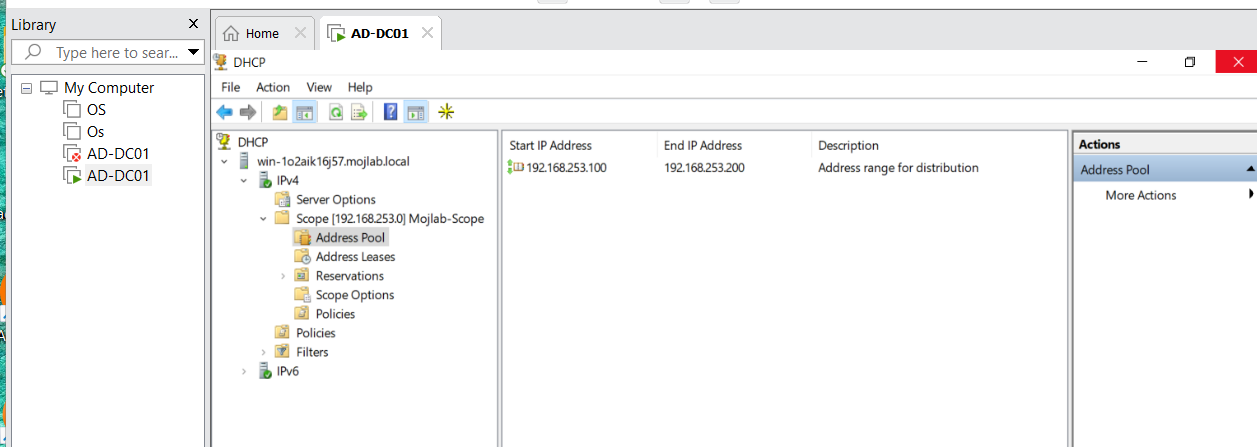 Library
Home
AD-DC01
Type here to sear...
DHCP
File Action View Help
My Computer
OS
Os
AD-DC01
AD-DC01
DHCP
win-1o2aik16j57.mojlab.local
IPv4
Server Options
Scope [192.168.253.0] Mojlab-Scope
Address Pool
Address Leases
Reservations
Scope Options
Policies
Policies
Filters
IPv6
Start IP Address End IP Address Description
192.168.253.100 192.168.253.200 Address range for distribution
Actions
Address Pool
More Actions